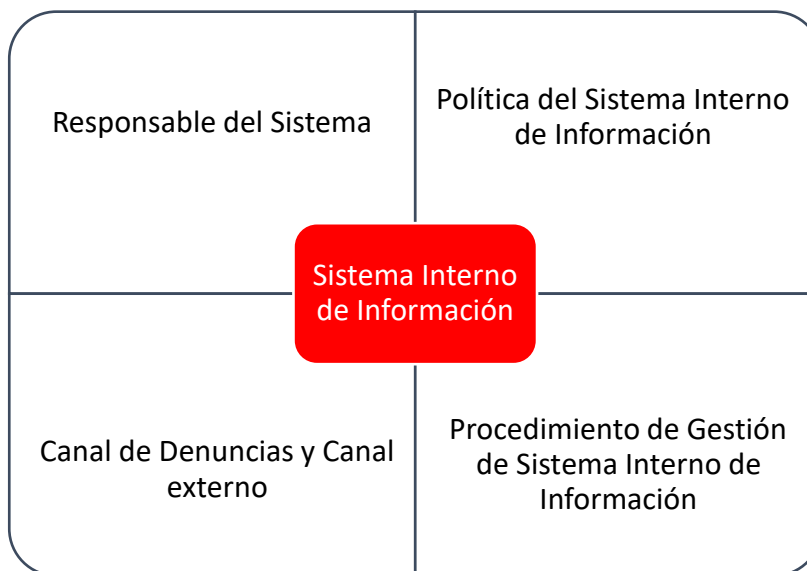 Responsable del Sistema
Política del Sistema Interno
de Información
Sistema Interno
de Información
Canal de Denuncias y Canal
externo
Procedimiento de Gestión
de Sistema Interno de
Información